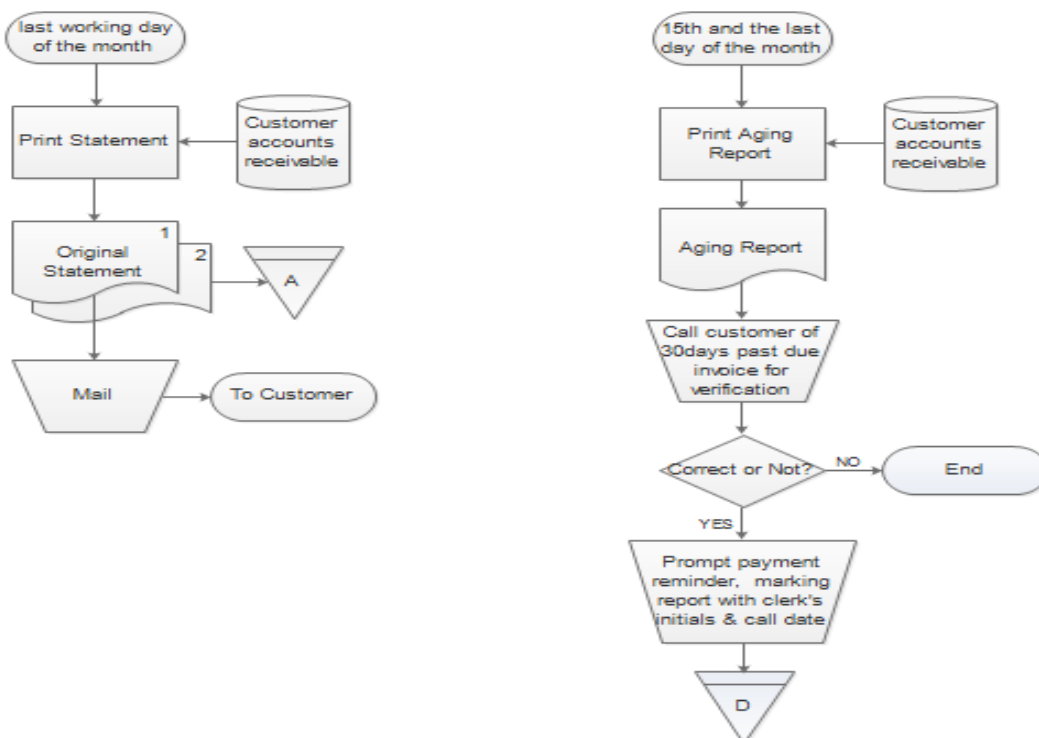 last working day
of the month
Print Statement
Customer
accounts
receivable
1
Original
Statement
2
A
Mail
To Customer
15th and the last
day of the month
Print Aging
Report
Customer
accounts
receivable
Aging Report
Call customer of
30days past due
invoice for
verification
Correct or Not?
NO
End
YES
Prompt payment
reminder, marking
report with clerk's
initials & call date
D